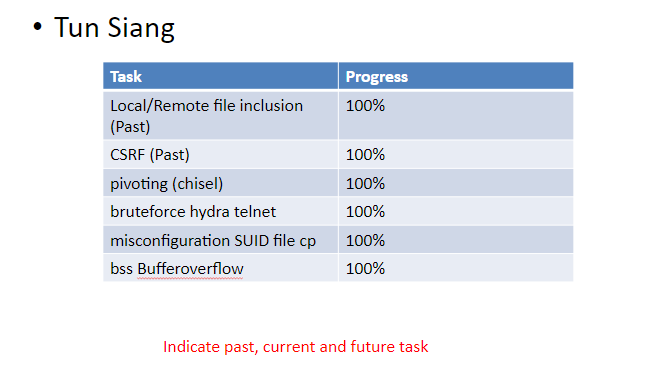 • Tun Siang
Task Progress
Local/Remote file inclusion 100%
(Past)
CSRF (Past) 100%
pivoting (chisel) 100%
bruteforce hydra telnet 100%
misconfiguration SUID file cp 100%
bss Bufferoverflow 100%
Indicate past, current and future task